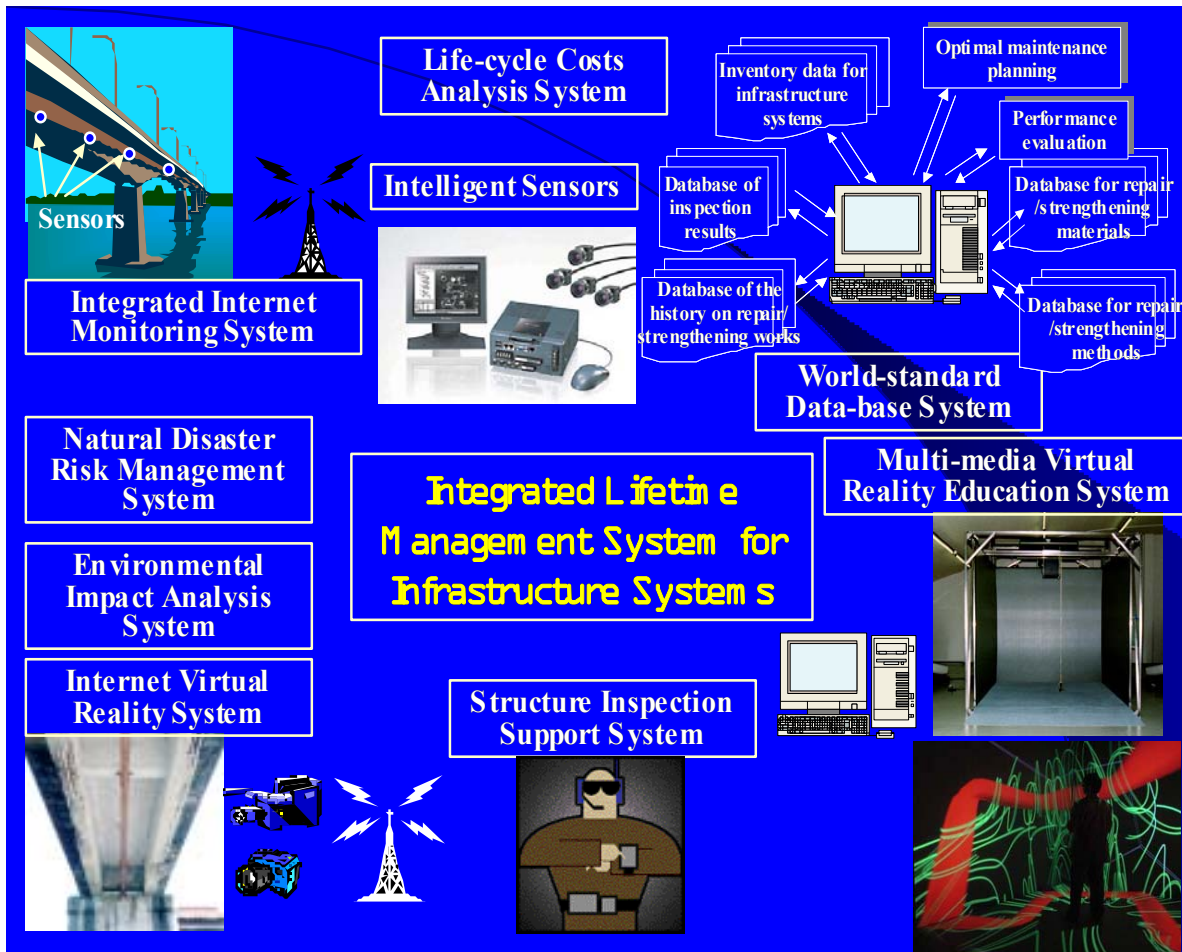 Life-cycle Costs
Analysis System
Inventory data for
infrastructure
systems
Optimal maintenance
planning
Performance
evaluation
Sensors
Intelligent Sensors
Database of
inspection
results
Database for repair
/strengthening
materials
Integrated Internet
Monitoring System
Database of the
history on repair/
strengthening works
Database for repair
/strengthening
methods
World-standard
Data-base System
Natural Disaster
Risk Management
System
Integrated Lifetime
Management System for
Infrastructure Systems
Multi-media Virtual
Reality Education System
Environmental
Impact Analysis
System
Internet Virtual
Reality System
Structure Inspection
Support System